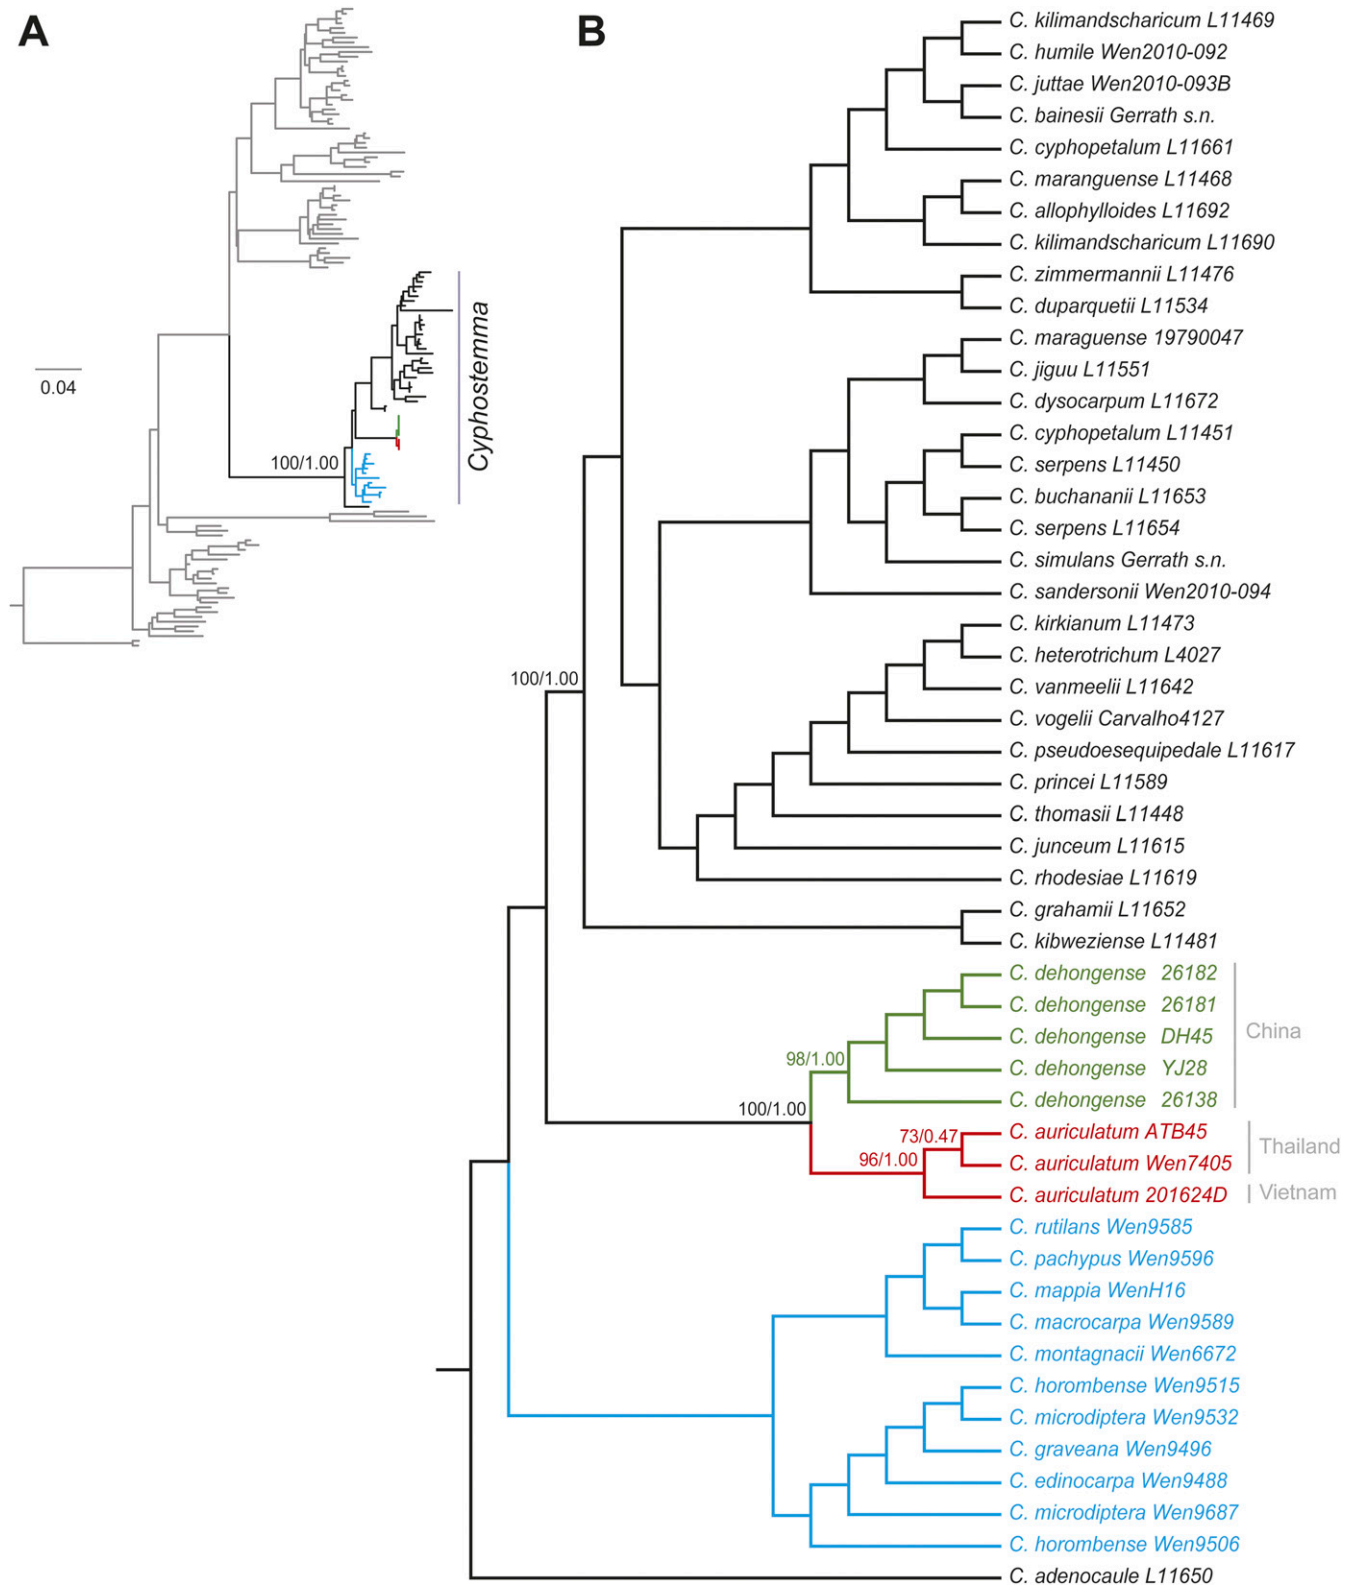 A
B
0.04
100/1.00
Cyphostemma
C. kilimandscharicum L11469
C. humile Wen2010-092
C. juttae Wen2010-093B
C. bainesii Gerrath s.n.
C. cyphopetalum L11661
C. maranguense L11468
C. allophylloides L11692
C. kilimandscharicum L11690
C. zimmermannii L11476
C. duparquetii L11534
C. maraguense 19790047
C. jiguu L11551
C. dysocarpum L11672
C. cyphopetalum L11451
C. serpens L11450
C. buchananii L11653
C. serpens L11654
C. simulans Gerrath s.n.
C. sandersonii Wen2010-094
C. kirkianum L11473
C. heterotrichum L4027
100/1.00
C. vanmeelii L11642
C. vogelii Carvalho4127
C. pseudoesequipedale L11617
C. princei L11589
C. thomasii L11448
C. junceum L11615
C. rhodesiae L11619
C. grahamii L11652
C. kibweziense L11481
C. dehongense 26182
C. dehongense 26181
C. dehongense DH45
China
98/1.00
C. dehongense YJ28
C. dehongense 26138
100/1.00
73/0.47
C. auriculatum ATB45
Thailand
96/1.00
C. auriculatum Wen7405
C. auriculatum 201624D
Vietnam
C. rutilans Wen9585
C. pachypus Wen9596
C. mappia WenH16
C. macrocarpa Wen9589
C. montagnacii Wen6672
C. horombense Wen9515
C. microdiptera Wen9532
C. graveana Wen9496
C. edinocarpa Wen9488
C. microdiptera Wen9687
C. horombense Wen9506
C. adenocaule L11650